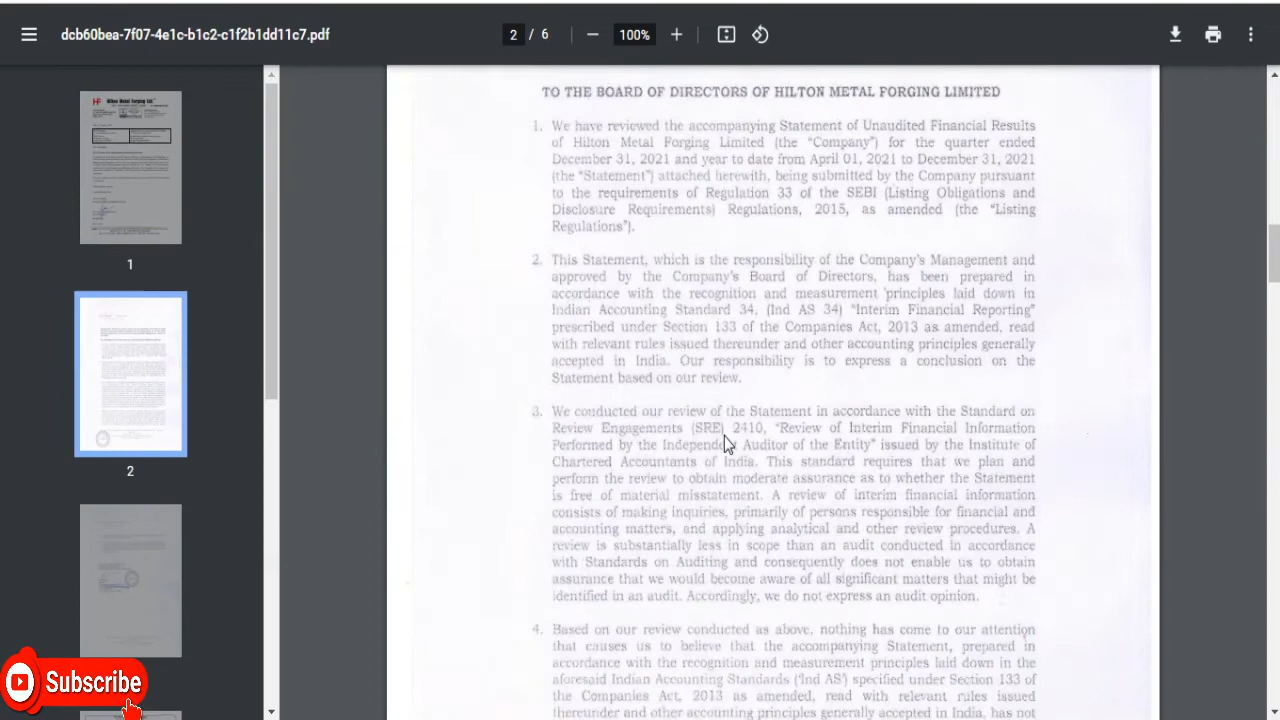 dcb60bea-7f07-4e1c-b1c2-c1f2b1dd11c7.pdf
2 / 6
100%
Hilton Metal Forging Ltd.
1
2
TO THE BOARD OF DIRECTORS OF HILTON METAL FORGING LIMITED
1. We have reviewed the accompanying Statement of Unaudited Financial Results
of Hilton Metal Forging Limited (the "Company") for the quarter ended
December 31, 2021 and year to date from April 01, 2021 to December 31, 2021
(the "Statement") attached herewith, being submitted by the Company pursuant
to the requirements of Regulation 33 of the SEBI (Listing Obligations and
Disclosure Requirements) Regulations, 2015, as amended (the "Listing
Regulations").
2. This Statement, which is the responsibility of the Company's Management and
approved by the Company's Board of Directors, has been prepared in
accordance with the recognition and measurement principles laid down in
Indian Accounting Standard 34, (Ind AS 34) "Interim Financial Reporting"
prescribed under Section 133 of the Companies Act, 2013 as amended, read
with relevant rules issued thereunder and other accounting principles generally
accepted in India. Our responsibility is to express a conclusion on the
Statement based on our review.
3. We conducted our review of the Statement in accordance with the Standard on
Review Engagements (SRE) 2410, "Review of Interim Financial Information
Performed by the Independent Auditor of the Entity" issued by the Institute of
Chartered Accountants of India. This standard requires that we plan and
perform the review to obtain moderate assurance as to whether the Statement
is free of material misstatement. A review of interim financial information
consists of making inquiries, primarily of persons responsible for financial and
accounting matters, and applying analytical and other review procedures. A
review is substantially less in scope than an audit conducted in accordance
with Standards on Auditing and consequently does not enable us to obtain
assurance that we would become aware of all significant matters that might be
identified in an audit. Accordingly, we do not express an audit opinion.
4. Based on our review conducted as above, nothing has come to our attention
that causes us to believe that the accompanying Statement, prepared in
accordance with the recognition and measurement principles laid down in the
aforesaid Indian Accounting Standards ('Ind AS') specified under Section 133 of
the Companies Act, 2013 as amended, read with relevant rules issued
thereunder and other accounting principles generally accepted in India, has not
Subscribe